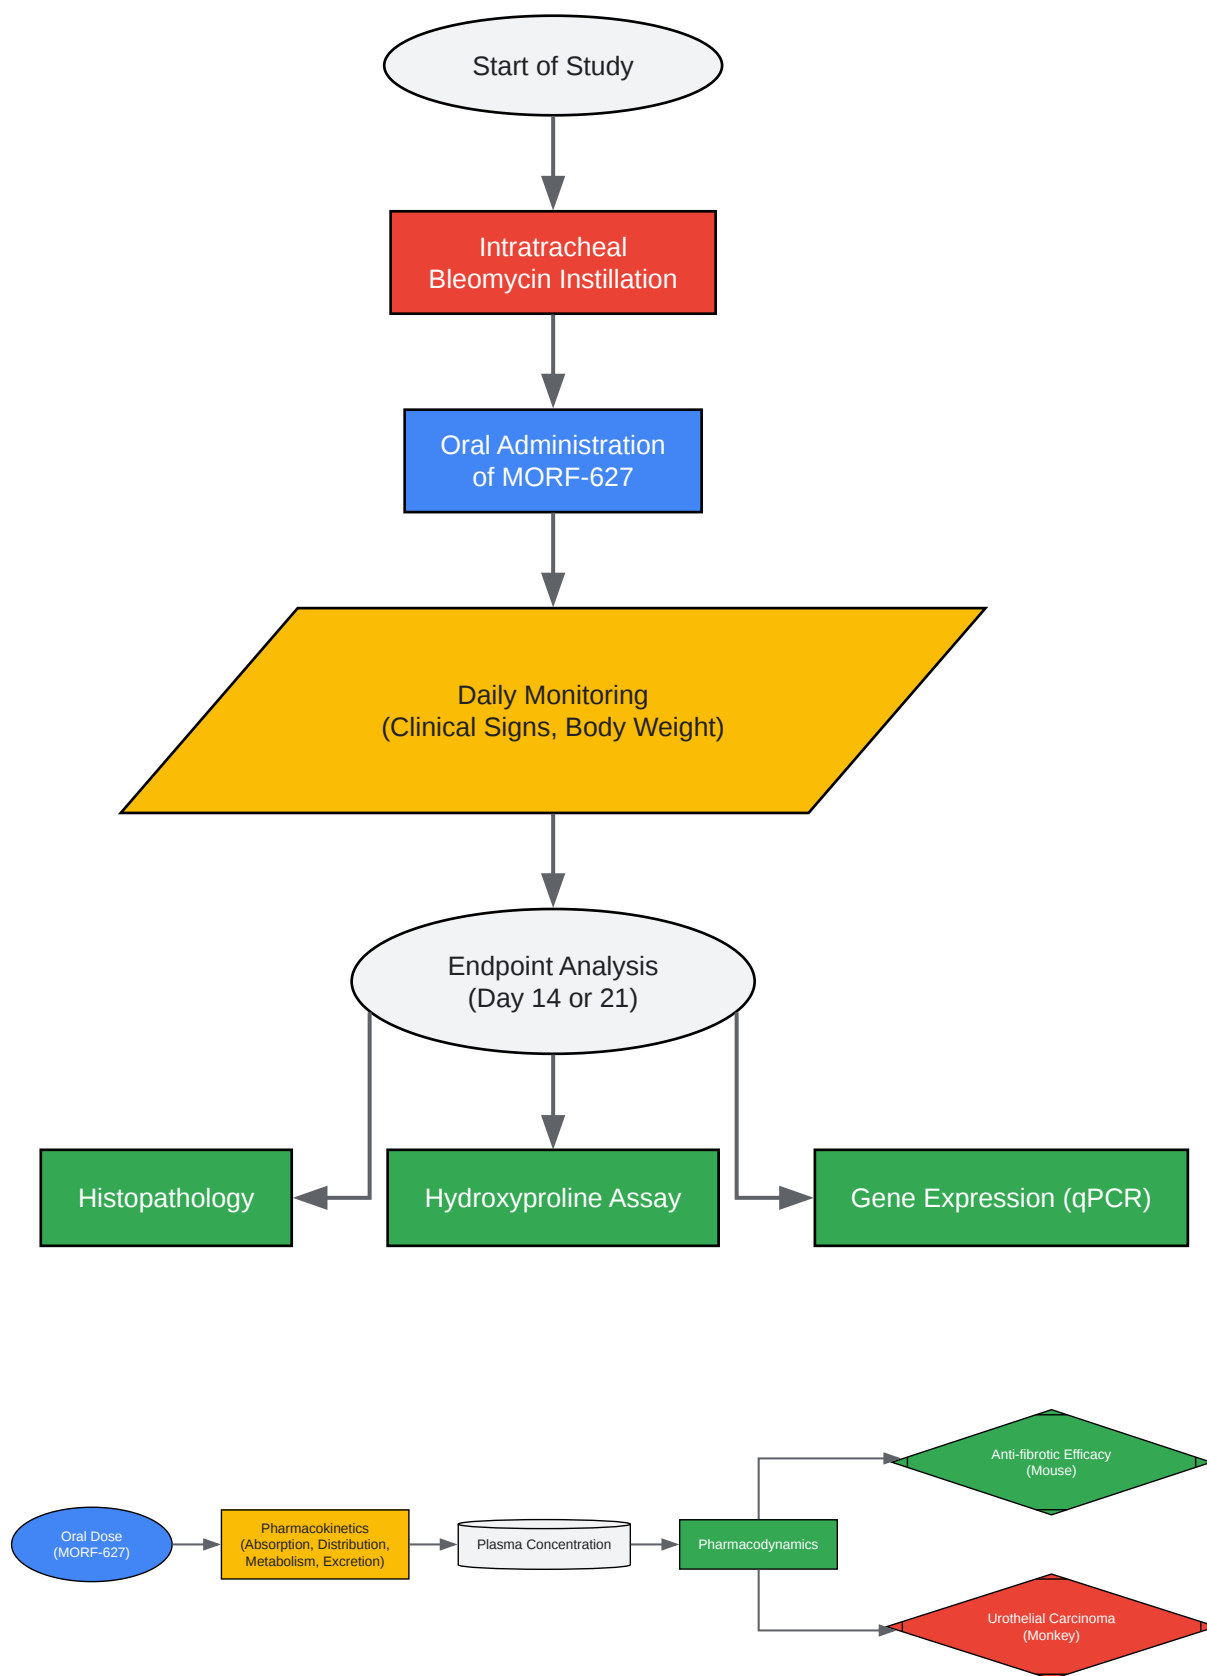 Start of Study
Intratracheal
Bleomycin Instillation
Oral Administration
of MORF-627
Daily Monitoring
(Clinical Signs, Body Weight)
Endpoint Analysis
(Day 14 or 21)
Histopathology
Hydroxyproline Assay
Gene Expression (qPCR)
Oral Dose
(MORF-627)
Pharmacokinetics
(Absorption, Distribution,
Metabolism, Excretion)
Plasma Concentration
Pharmacodynamics
Anti-fibrotic Efficacy
(Mouse)
Urothelial Carcinoma
(Monkey)